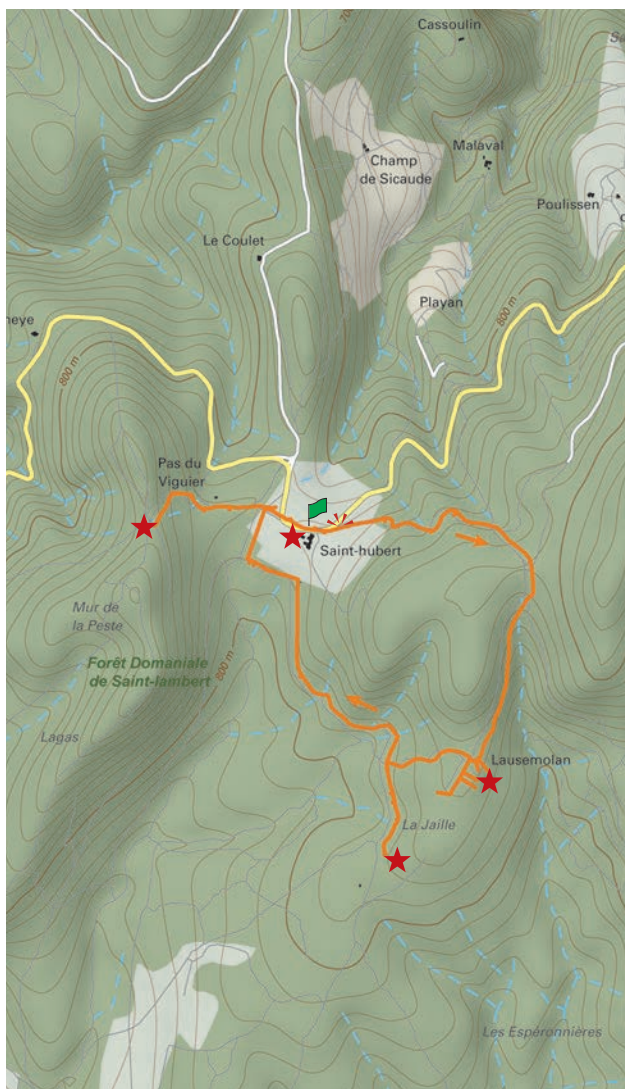 Cassoulin
Champ
de Sicaude
Malaval
Poulissen
Le Coulet
Playan
800 m
800 m
Pas du
Viguier
Saint-hubert
Mur de
la Peste
Forêt Domaniale
de Saint-lambert
800 m
Lagas
Lausemolan
La Jaille
Les Espéronnières